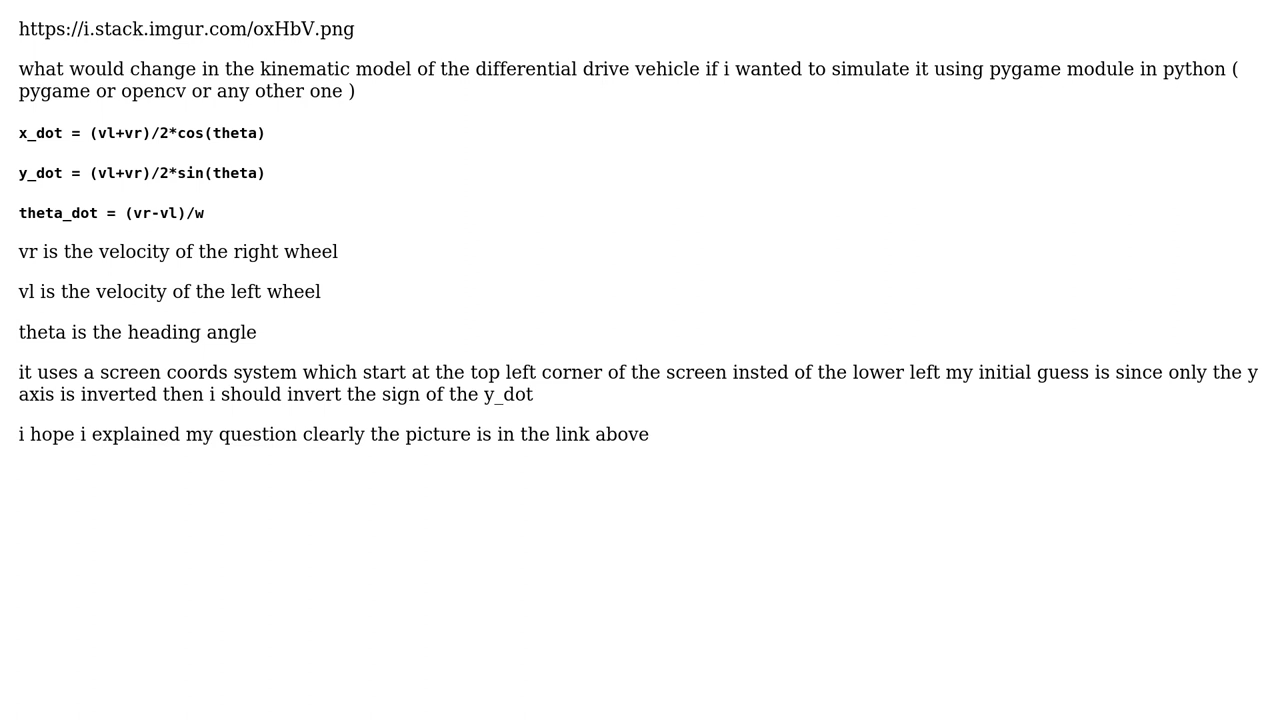 https://i.stack.imgur.com/oxHbV.png
what would change in the kinematic model of the differential drive vehicle if i wanted to simulate it using pygame module in python (
pygame or opencv or any other one )
x_dot = (vl+vr)/2*cos(theta)
y_dot = (vl+vr)/2*sin(theta)
theta_dot = (vr-vl)/w
vr is the velocity of the right wheel
vl is the velocity of the left wheel
theta is the heading angle
it uses a screen coords system which start at the top left corner of the screen insted of the lower left my initial guess is since only the y
axis is inverted then i should invert the sign of the y_dot
i hope i explained my question clearly the picture is in the link above